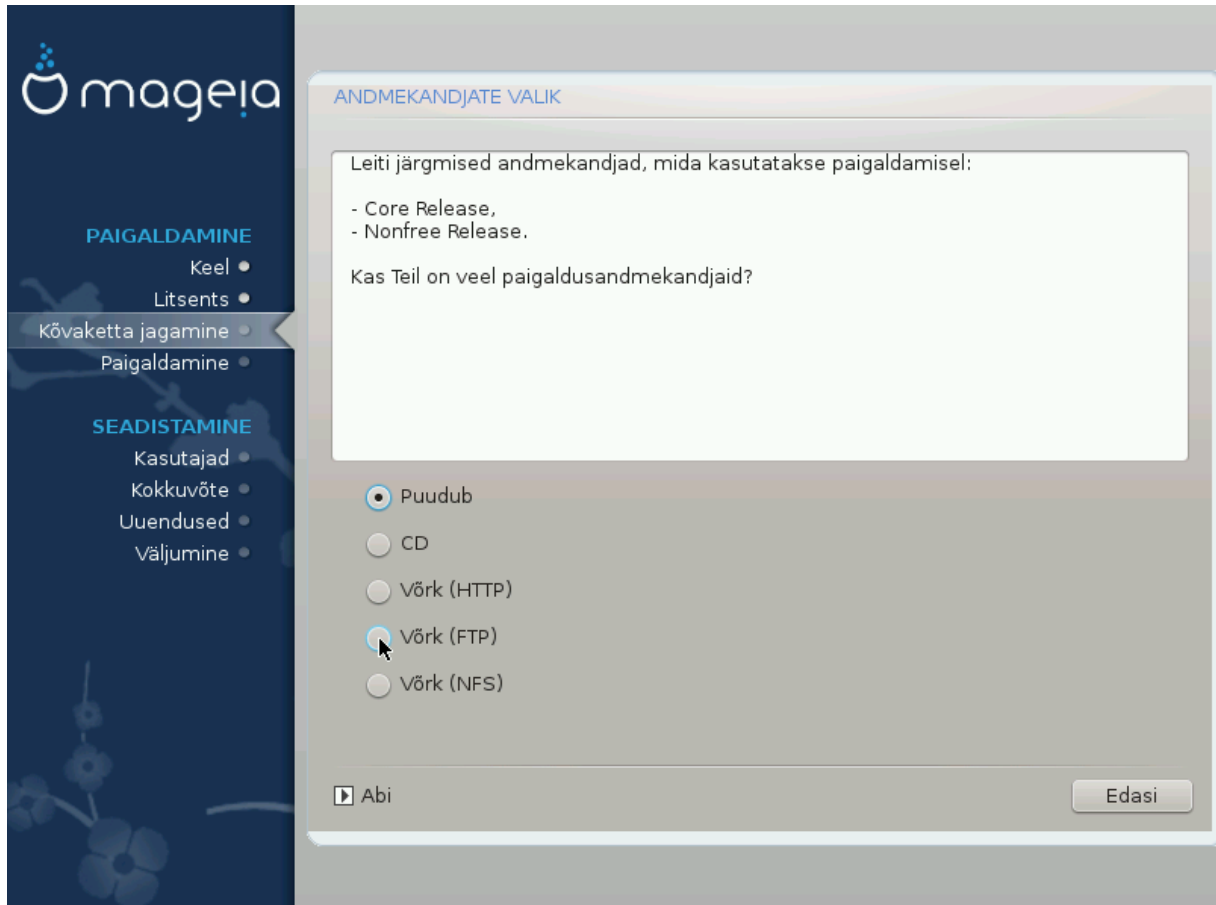 mageia
PAIGALDAMINE
Keel
Litsents
Kõvaketta jagamine
Paigaldamine
SEADISTAMINE
Kasutajad
Kokkuvõte
Uuendused
Väljumine
ANDMEKANDJATE VALIK
Leiti järgmised andmekandjad, mida kasutatakse paigaldamisel:
- Core Release,
- Nonfree Release.
Kas Teil on veel paigaldusandmekandjaid?
Puudub
CD
Võrk (HTTP)
Võrk (FTP)
Võrk (NFS)
Abi
Edasi